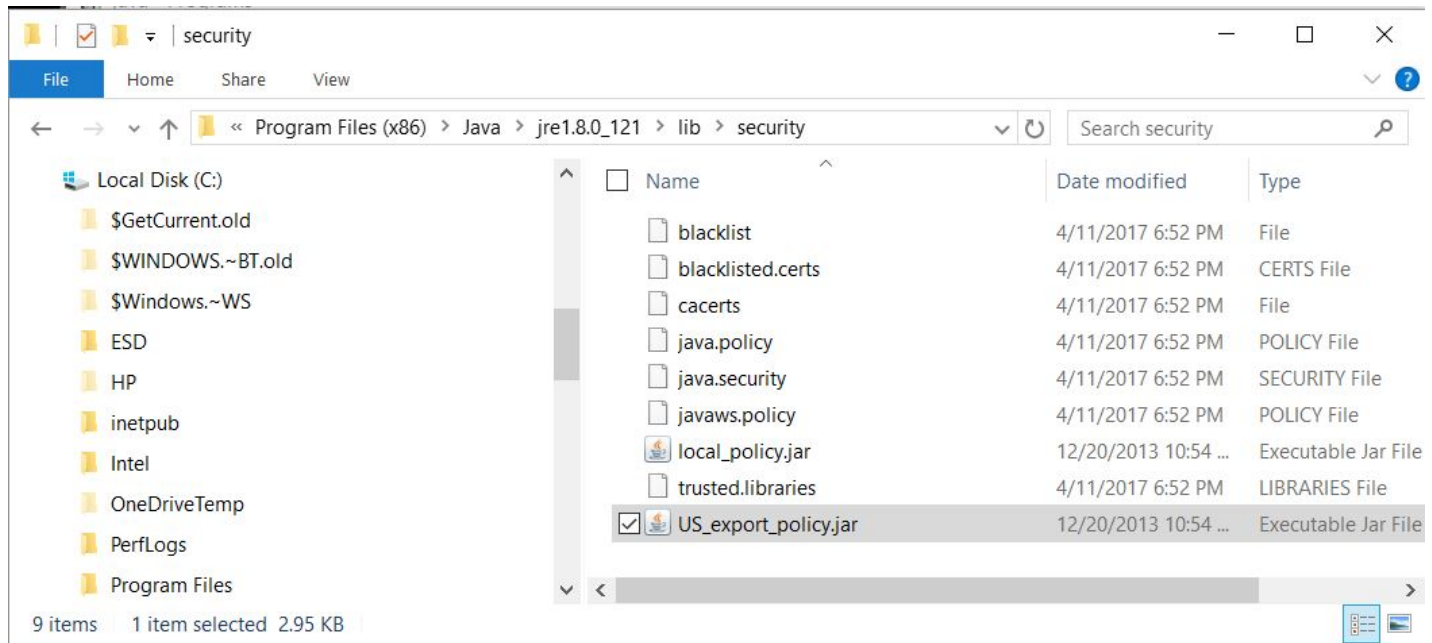 security
File Home Share View
« Program Files (x86) > Java > jre1.8.0_121 > lib > security Search security
Local Disk (C:)
$GetCurrent.old
$WINDOWS.~BT.old
$Windows.~WS
ESD
HP
inetpub
Intel
OneDriveTemp
PerfLogs
Program Files
Name Date modified Type
blacklist 4/11/2017 6:52 PM File
blacklisted.certs 4/11/2017 6:52 PM CERTS File
cacerts 4/11/2017 6:52 PM File
java.policy 4/11/2017 6:52 PM POLICY File
java.security 4/11/2017 6:52 PM SECURITY File
javaws.policy 4/11/2017 6:52 PM POLICY File
local_policy.jar 12/20/2013 10:54 ... Executable Jar File
trusted.libraries 4/11/2017 6:52 PM LIBRARIES File
US_export_policy.jar 12/20/2013 10:54 ... Executable Jar File
9 items 1 item selected 2.95 KB